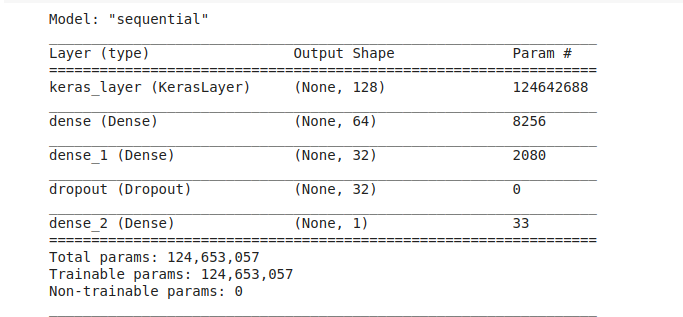 Model: "sequential"
Layer (type) Output Shape Param #
keras_layer (KerasLayer) (None, 128) 124642688
dense (Dense) (None, 64) 8256
dense_1 (Dense) (None, 32) 2080
dropout (Dropout) (None, 32) 0
dense_2 (Dense) (None, 1) 33
Total params: 124,653,057
Trainable params: 124,653,057
Non-trainable params: 0